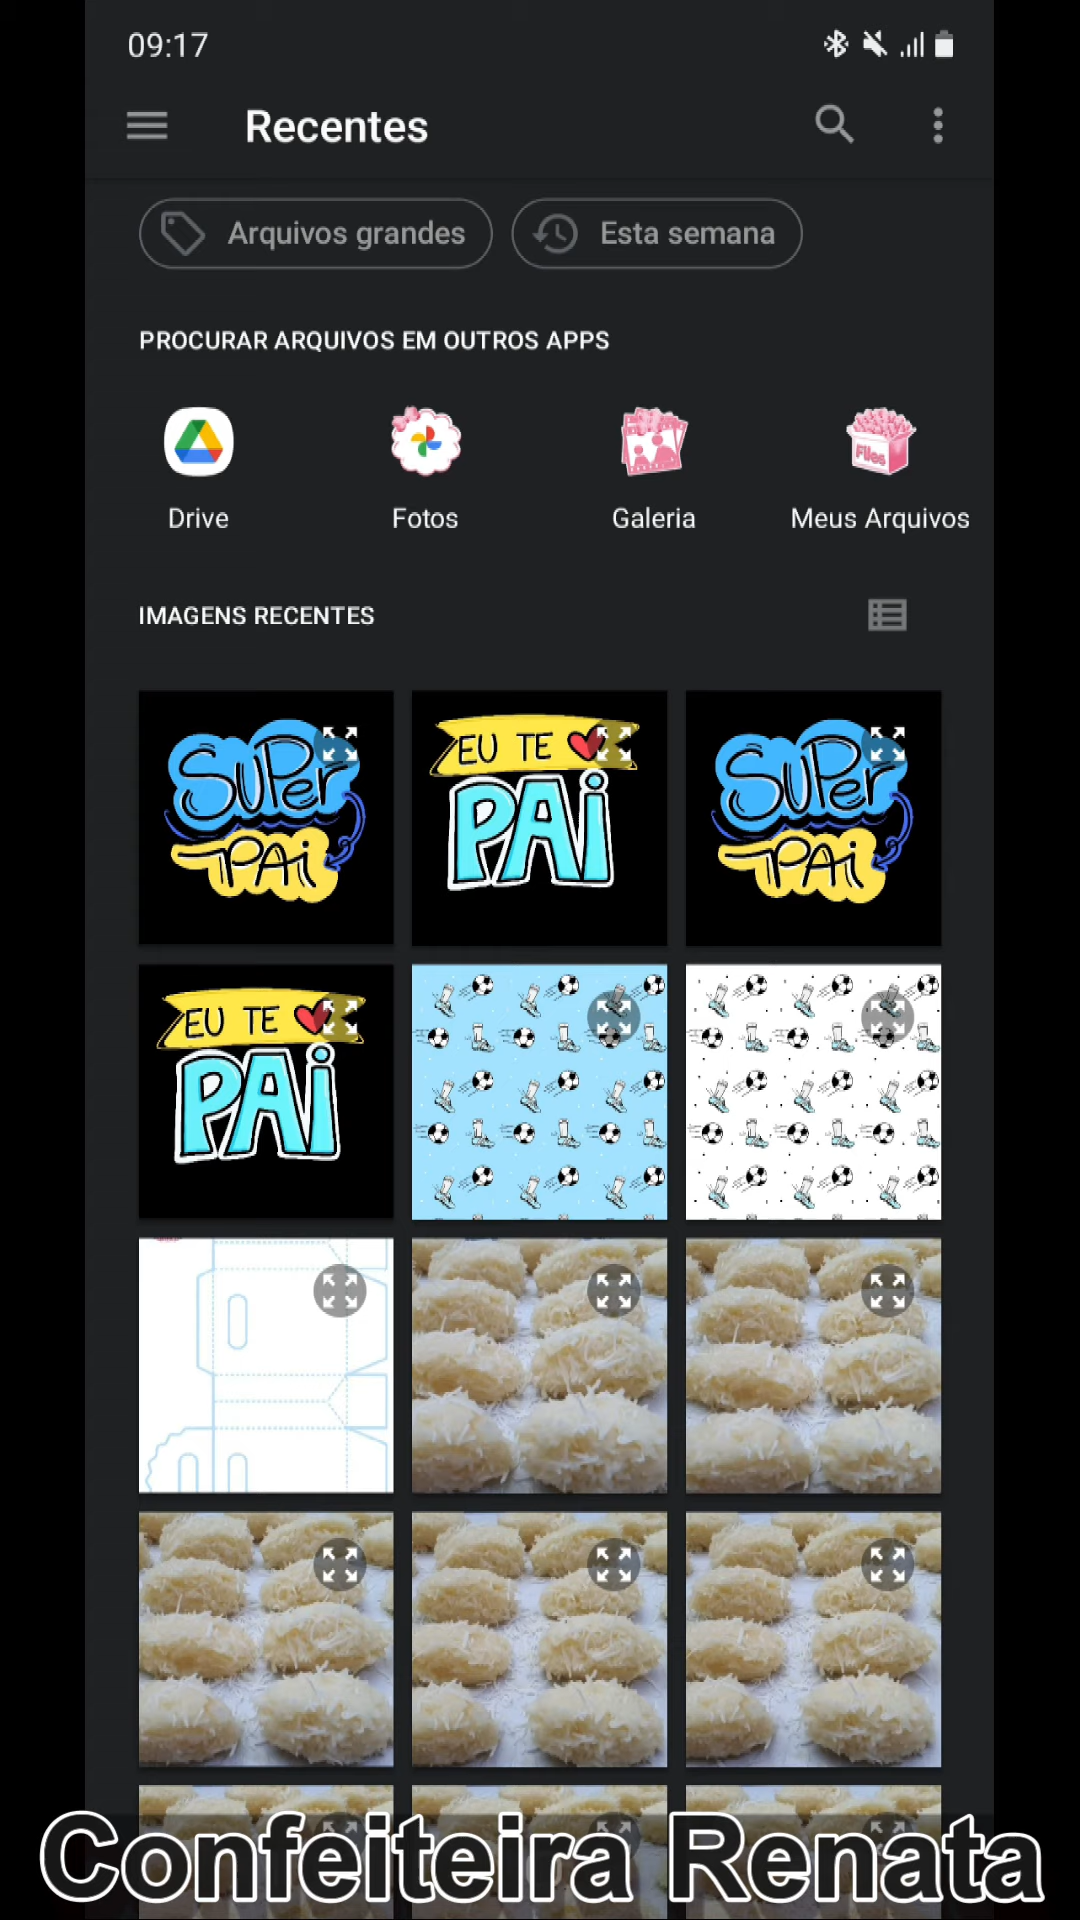 09:17
Recentes
Arquivos grandes
Esta semana
PROCURAR ARQUIVOS EM OUTROS APPS
Files
Drive
Fotos
Galeria
Meus Arquivos
IMAGENS RECENTES
SUPer
PAi
EU TE
PAi
SUPer
PAi
EU TE
PAi
Confeiteira Renata